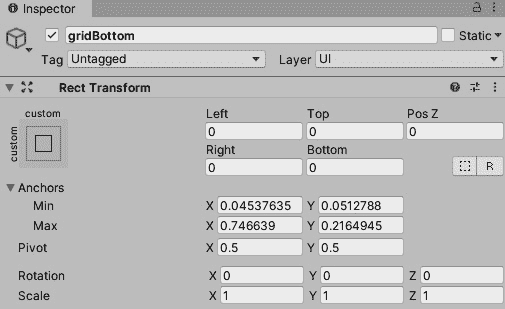 Inspector
gridBottom Static
Tag Untagged Layer UI
Rect Transform
custom
custom
Left Top Pos Z
0 0 0
Right Bottom
0 0
R
Anchors
Min X 0.04537635 Y 0.0512788
Max X 0.746639 Y 0.2164945
Pivot X 0.5 Y 0.5
Rotation X 0 Y 0 Z 0
Scale X 1 Y 1 Z 1